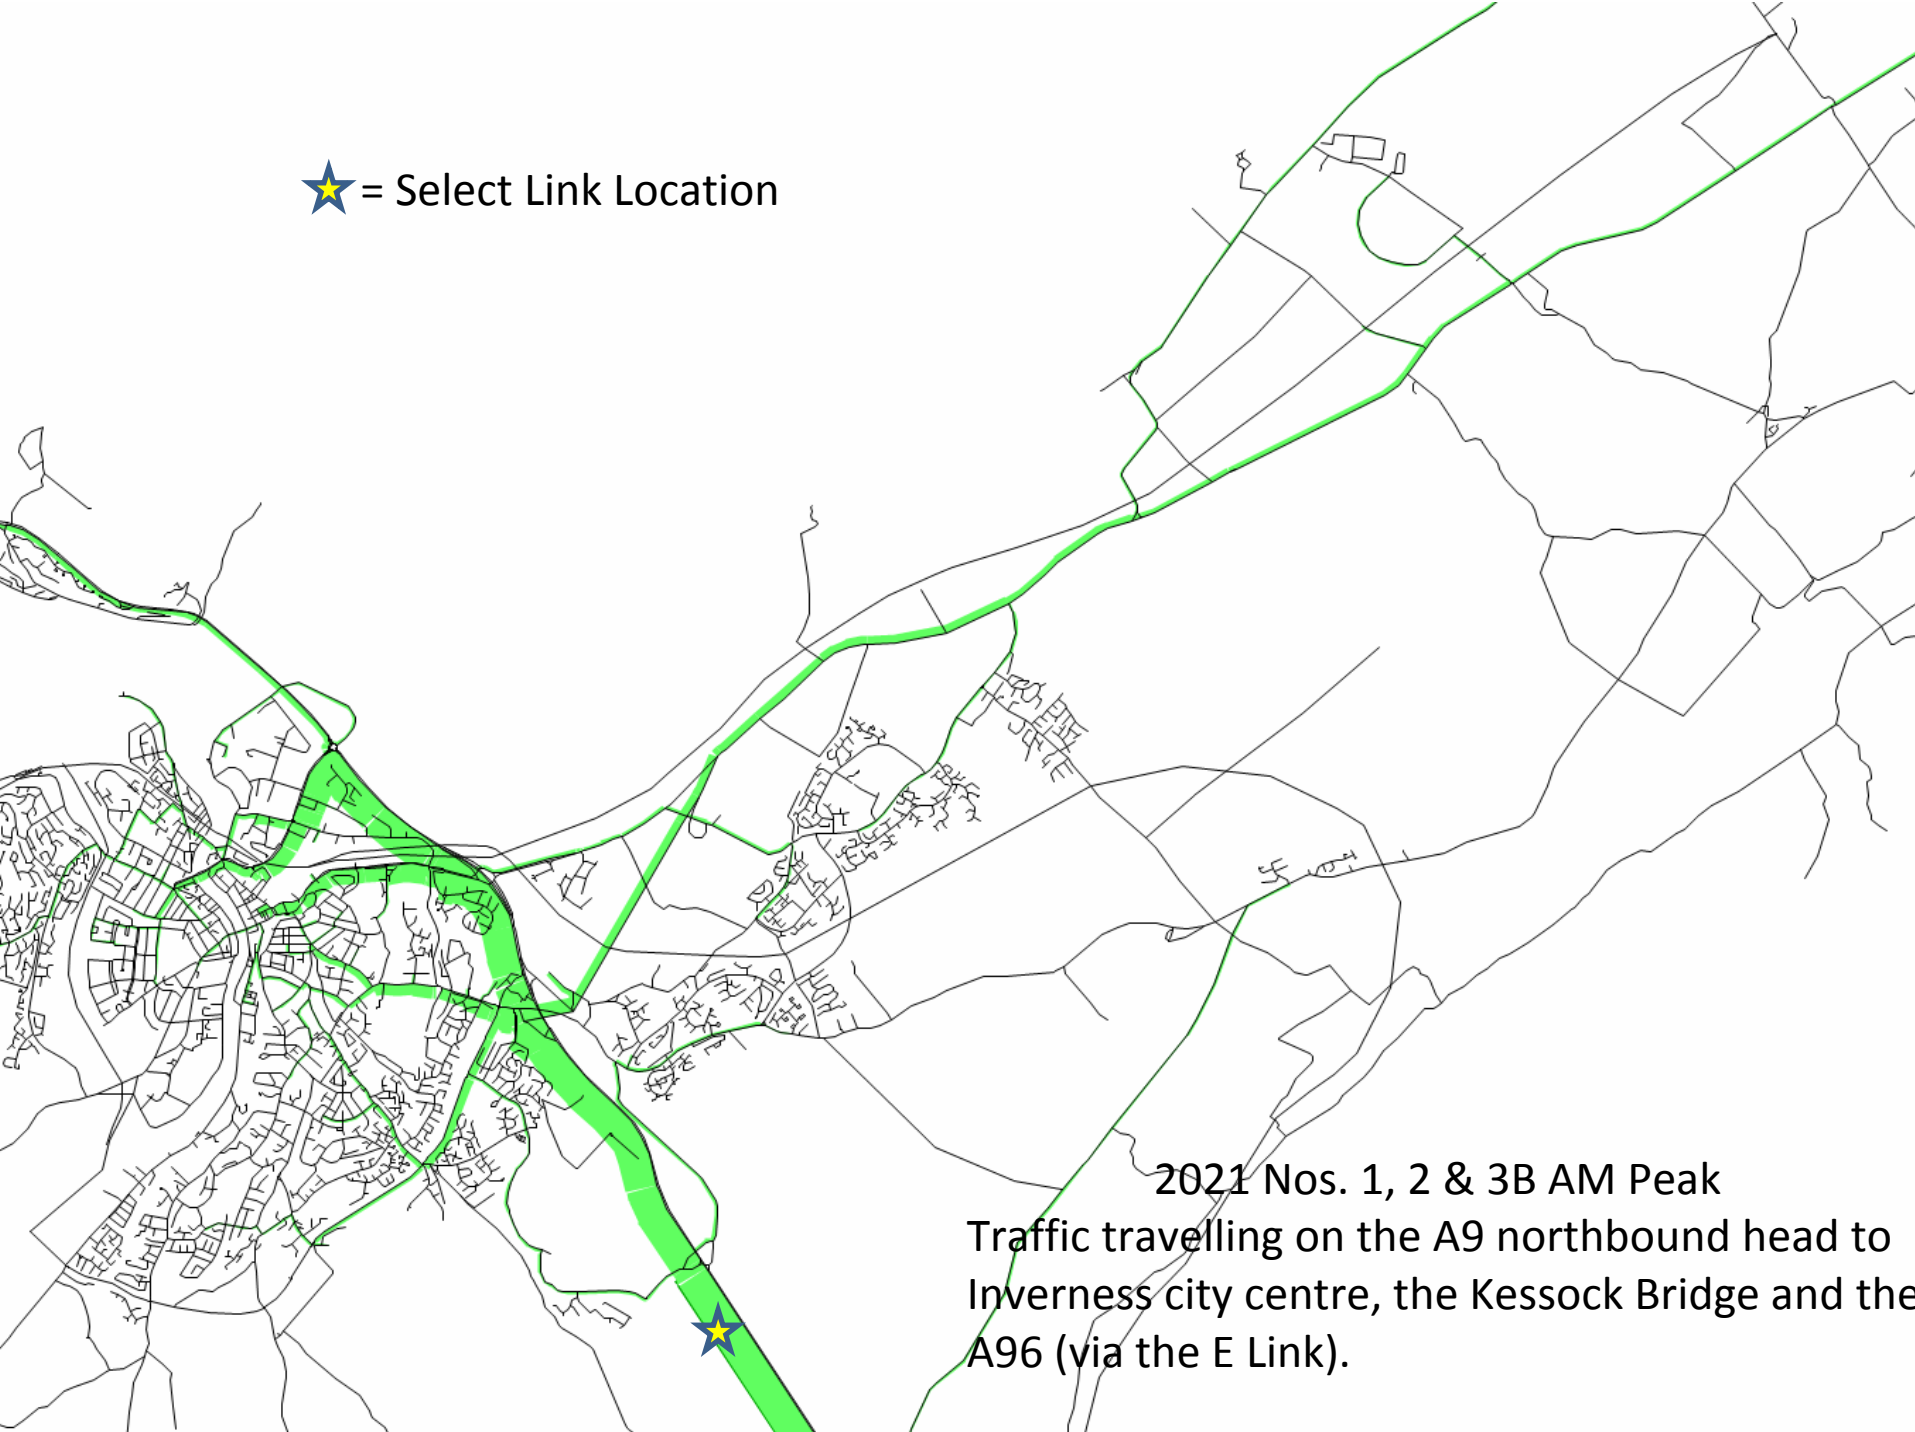 = Select Link Location
2021 Nos. 1, 2 & 3B AM Peak
Traffic travelling on the A9 northbound head to
Inverness city centre, the Kessock Bridge and the
A96 (via the E Link).